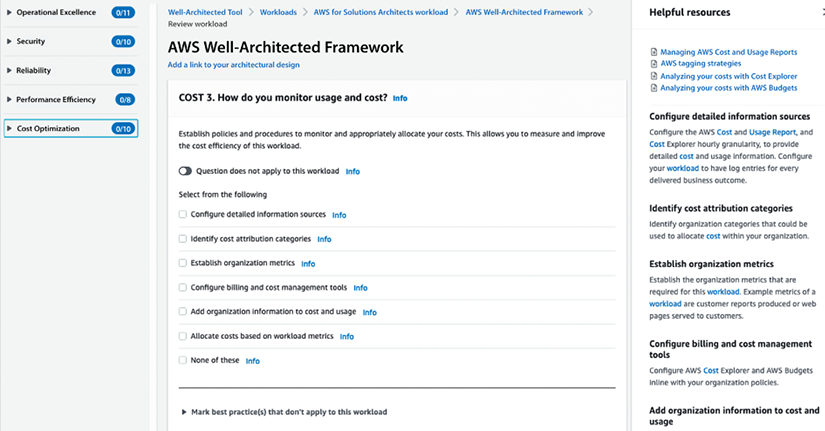 Operational Excellence 0/11
Security 0/10
Reliability 0/13
Performance Efficiency 0/8
Cost Optimization 0/10
Well-Architected Tool > Workloads > AWS for Solutions Architects workload > AWS Well-Architected Framework >
Review workload
AWS Well-Architected Framework
Add a link to your architectural design
COST 3. How do you monitor usage and cost? Info
Establish policies and procedures to monitor and appropriately allocate your costs. This allows you to measure and improve
the cost efficiency of this workload.
Question does not apply to this workload Info
Select from the following
Configure detailed information sources Info
Identify cost attribution categories Info
Establish organization metrics Info
Configure billing and cost management tools Info
Add organization information to cost and usage Info
Allocate costs based on workload metrics Info
None of these Info
Mark best practice(s) that don't apply to this workload
Helpful resources
Managing AWS Cost and Usage Reports
AWS tagging strategies
Analyzing your costs with Cost Explorer
Analyzing your costs with AWS Budgets
Configure detailed information sources
Configure the AWS Cost and Usage Report, and
Cost Explorer hourly granularity, to provide
detailed cost and usage information. Configure
your workload to have log entries for every
delivered business outcome.
Identify cost attribution categories
Identify organization categories that could be
used to allocate cost within your organization.
Establish organization metrics
Establish the organization metrics that are
required for this workload. Example metrics of a
workload are customer reports produced or web
pages served to customers.
Configure billing and cost management
tools
Configure AWS Cost Explorer and AWS Budgets
inline with your organization policies.
Add organization information to cost and
usage